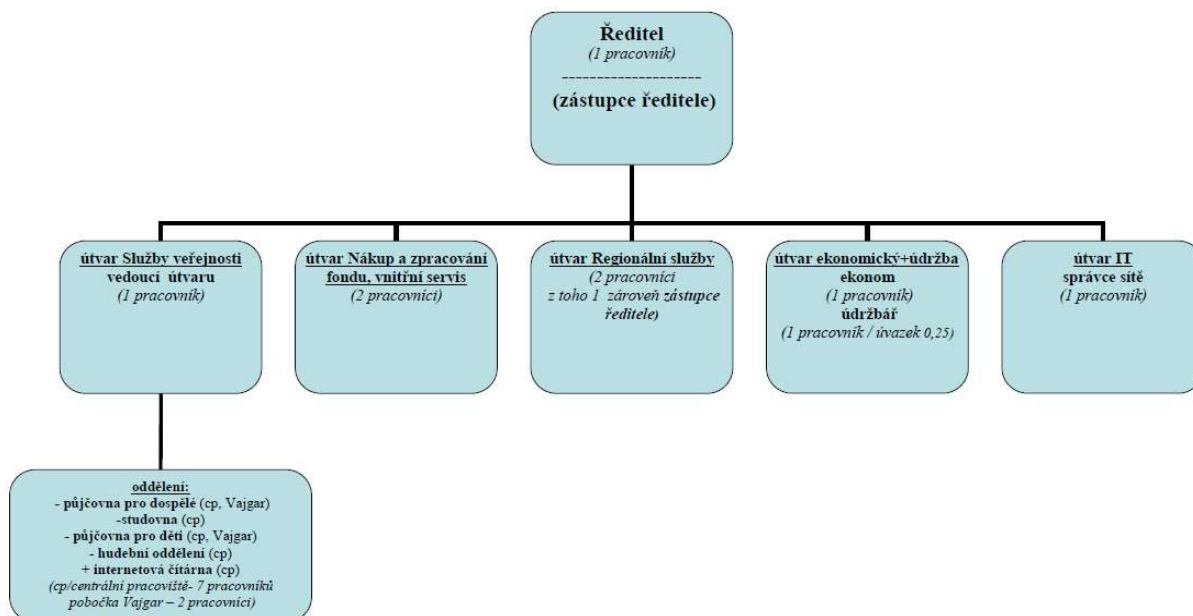 Ředitel
(1 pracovník)
---------------------
(zástupce ředitele)
útvar Služby veřejnosti
vedoucí útvaru
(1 pracovník)
útvar Nákup a zpracování
fondu, vnitřní servis
(2 pracovníci)
útvar Regionální služby
(2 pracovníci
z toho 1 zároveň zástupce
ředitele)
útvar ekonomický+údržba
ekonom
(1 pracovník)
údržbář
(1 pracovník / úvazek 0,25)
útvar IT
správce sítě
(1 pracovník)
oddělení:
- půjčovna pro dospělé (cp, Vajgar)
-studovna (cp)
- půjčovna pro děti (cp, Vajgar)
- hudební oddělení (cp)
+ internetová čítárna (cp)
(cp/centrální pracoviště- 7 pracovníků
pobočka Vajgar – 2 pracovníci)